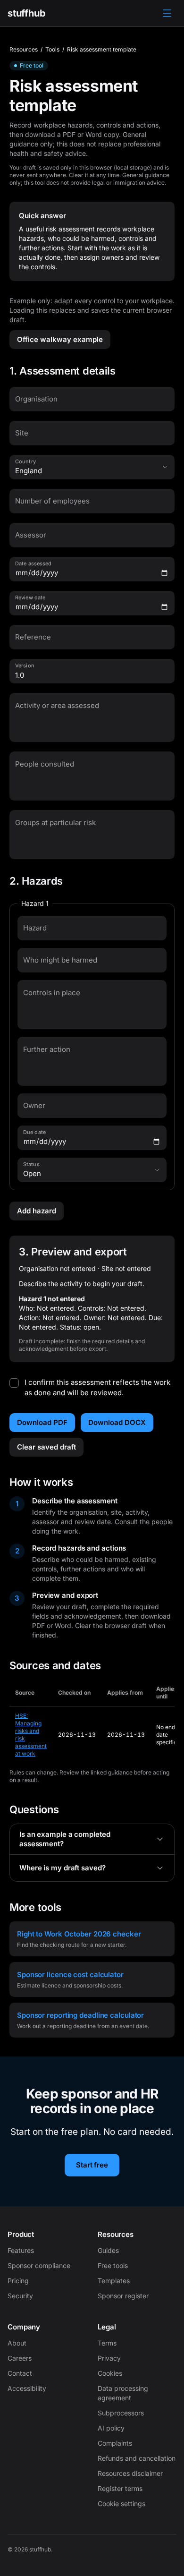 stuffhub
Resources / Tools / Risk assessment template
Free tool
Risk assessment
template
Record workplace hazards, controls and actions,
then download a PDF or Word copy. General
guidance only; this does not replace professional
health and safety advice.
Your draft is saved only in this browser (local storage) and is
never sent anywhere. Clear it at any time. General guidance
only; this tool does not provide legal or immigration advice.
Quick answer
A useful risk assessment records workplace
hazards, who could be harmed, controls and
further actions. Start with the work as it is
actually done, then assign owners and review
the controls.
Example only: adapt every control to your workplace.
Loading this replaces and saves the current browser
draft.
Office walkway example
1. Assessment details
Organisation
Site
Country
England
Number of employees
Assessor
Date assessed
mm/dd/yyyy
Review date
mm/dd/yyyy
Reference
Version
1.0
Activity or area assessed
People consulted
Groups at particular risk
2. Hazards
Hazard 1
Hazard
Who might be harmed
Controls in place
Further action
Owner
Due date
mm/dd/yyyy
Status
Open
Add hazard
3. Preview and export
Organisation not entered · Site not entered
Describe the activity to begin your draft.
Hazard 1 not entered
Who: Not entered. Controls: Not entered.
Action: Not entered. Owner: Not entered. Due:
Not entered. Status: open.
Draft incomplete: finish the required details and
acknowledgement before export.
I confirm this assessment reflects the work
as done and will be reviewed.
Download PDF
Download DOCX
Clear saved draft
How it works
1
Describe the assessment
Identify the organisation, site, activity,
assessor and review date. Consult the people
doing the work.
2
Record hazards and actions
Describe who could be harmed, existing
controls, further actions and who will
complete them.
3
Preview and export
Review your draft, complete the required
fields and acknowledgement, then download
PDF or Word. Clear the browser draft when
finished.
Sources and dates
Source Checked on Applies from Applie
until
HSE:
Managing
risks and
risk
assessment
at work
2026-11-13 2026-11-13
No end
date
specific
Rules can change. Review the linked guidance before acting
on a result.
Questions
Is an example a completed
assessment?
Where is my draft saved?
More tools
Right to Work October 2026 checker
Find the checking route for a new starter.
Sponsor licence cost calculator
Estimate licence and sponsorship costs.
Sponsor reporting deadline calculator
Work out a reporting deadline from an event date.
Keep sponsor and HR
records in one place
Start on the free plan. No card needed.
Start free
Product
Features
Sponsor compliance
Pricing
Security
Resources
Guides
Free tools
Templates
Sponsor register
Company
About
Careers
Contact
Accessibility
Legal
Terms
Privacy
Cookies
Data processing
agreement
Subprocessors
AI policy
Complaints
Refunds and cancellation
Resources disclaimer
Register terms
Cookie settings
© 2026 stuffhub.